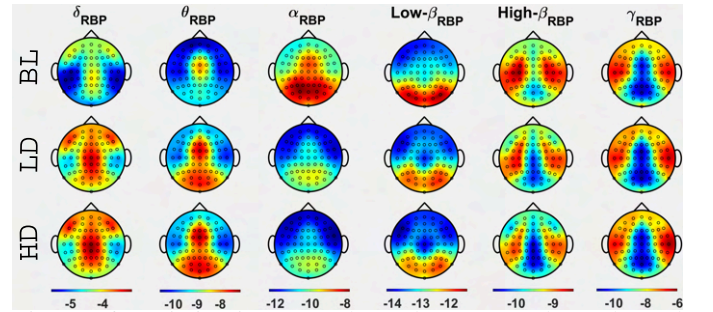 δRBP θRBP αRBP Low-βRBP High-βRBP γRBP
BL
LD
HD
-5 -4 -10 -9 -8 -12 -10 -8 -14 -13 -12 -10 -9 -10 -8 -6